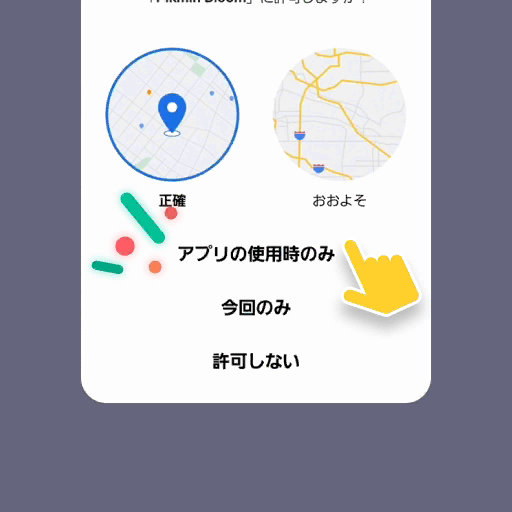 「Pikmin Bloom」に許可しますか？
正確
おおよそ
アプリの使用時のみ
今回のみ
許可しない